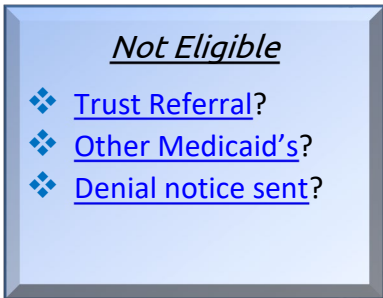 Not Eligible
❖ Trust Referral?
❖ Other Medicaid's?
❖ Denial notice sent?